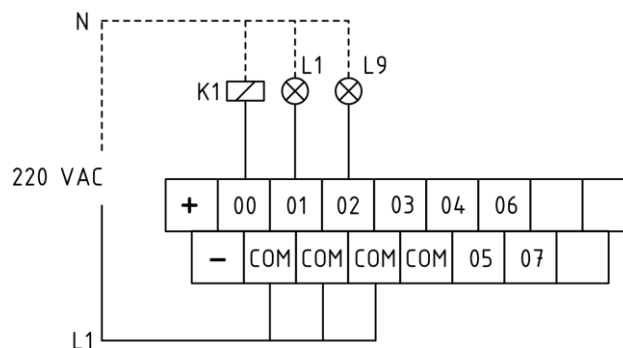 N
L1 L9
K1
220 VAC
+ 00 01 02 03 04 06
- COM COM COM COM 05 07
L1